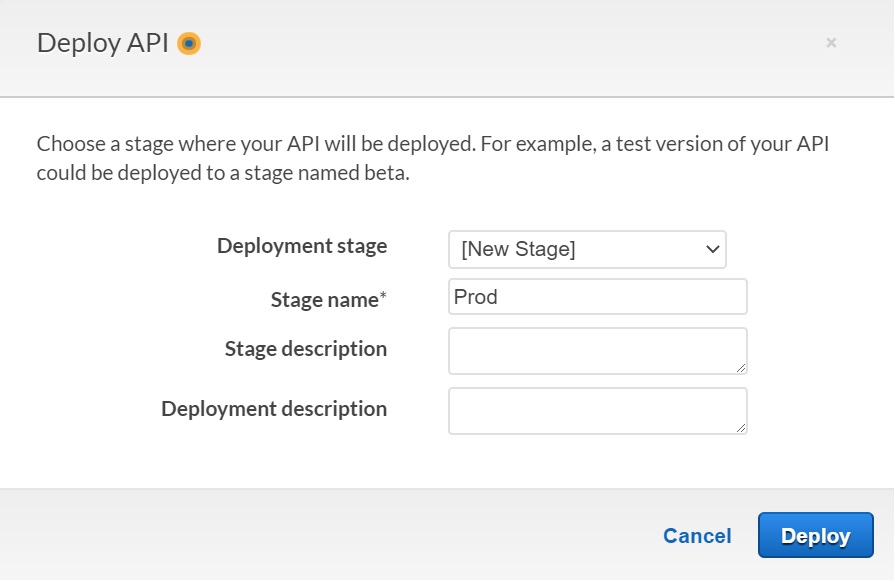 Deploy API
×
Choose a stage where your API will be deployed. For example, a test version of your API
could be deployed to a stage named beta.
Deployment stage [New Stage]
Stage name* Prod
Stage description
Deployment description
Cancel Deploy